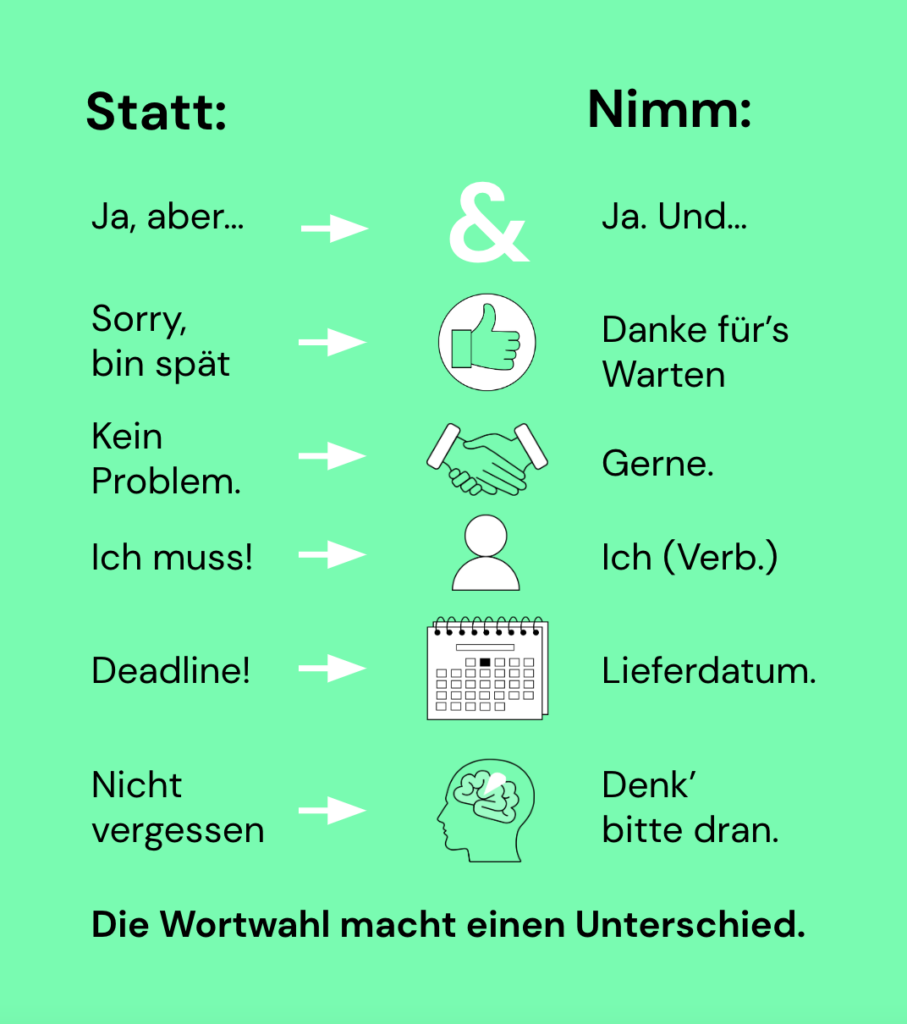 Statt:
Nimm:
Ja, aber...
&
Ja. Und...
Sorry,
bin spät
Danke für’s
Warten
Kein
Problem.
Gerne.
Ich muss!
Ich (Verb.)
Deadline!
Lieferdatum.
Nicht
vergessen
Denk’
bitte dran.
Die Wortwahl macht einen Unterschied.